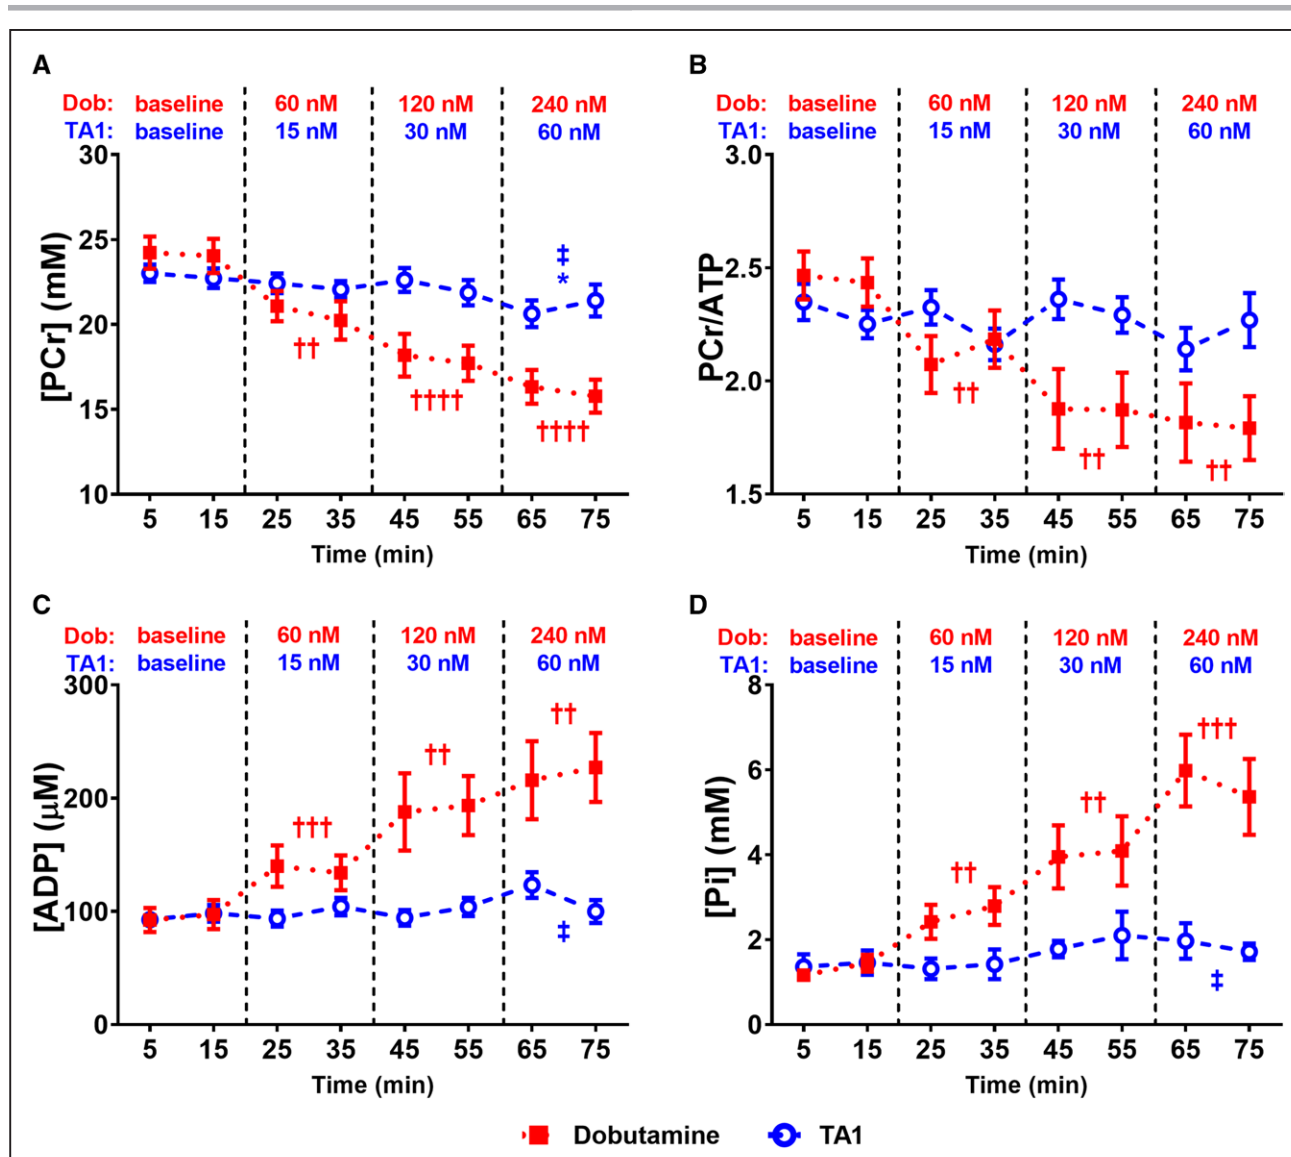 A
Dob: baseline 60 nM 120 nM 240 nM
TA1: baseline 15 nM 30 nM 60 nM
[PCr] (mM)
30
25
20
15
10
‡
*
††
††††
††††
5 15 25 35 45 55 65 75
Time (min)
B
Dob: baseline 60 nM 120 nM 240 nM
TA1: baseline 15 nM 30 nM 60 nM
PCr/ATP
3.0
2.5
2.0
1.5
††
††
††
5 15 25 35 45 55 65 75
Time (min)
C
Dob: baseline 60 nM 120 nM 240 nM
TA1: baseline 15 nM 30 nM 60 nM
[ADP] (μM)
300
200
100
0
†††
††
††
‡
5 15 25 35 45 55 65 75
Time (min)
D
Dob: baseline 60 nM 120 nM 240 nM
TA1: baseline 15 nM 30 nM 60 nM
[Pi] (mM)
8
6
4
2
0
††
††
†††
‡
5 15 25 35 45 55 65 75
Time (min)
Dobutamine TA1